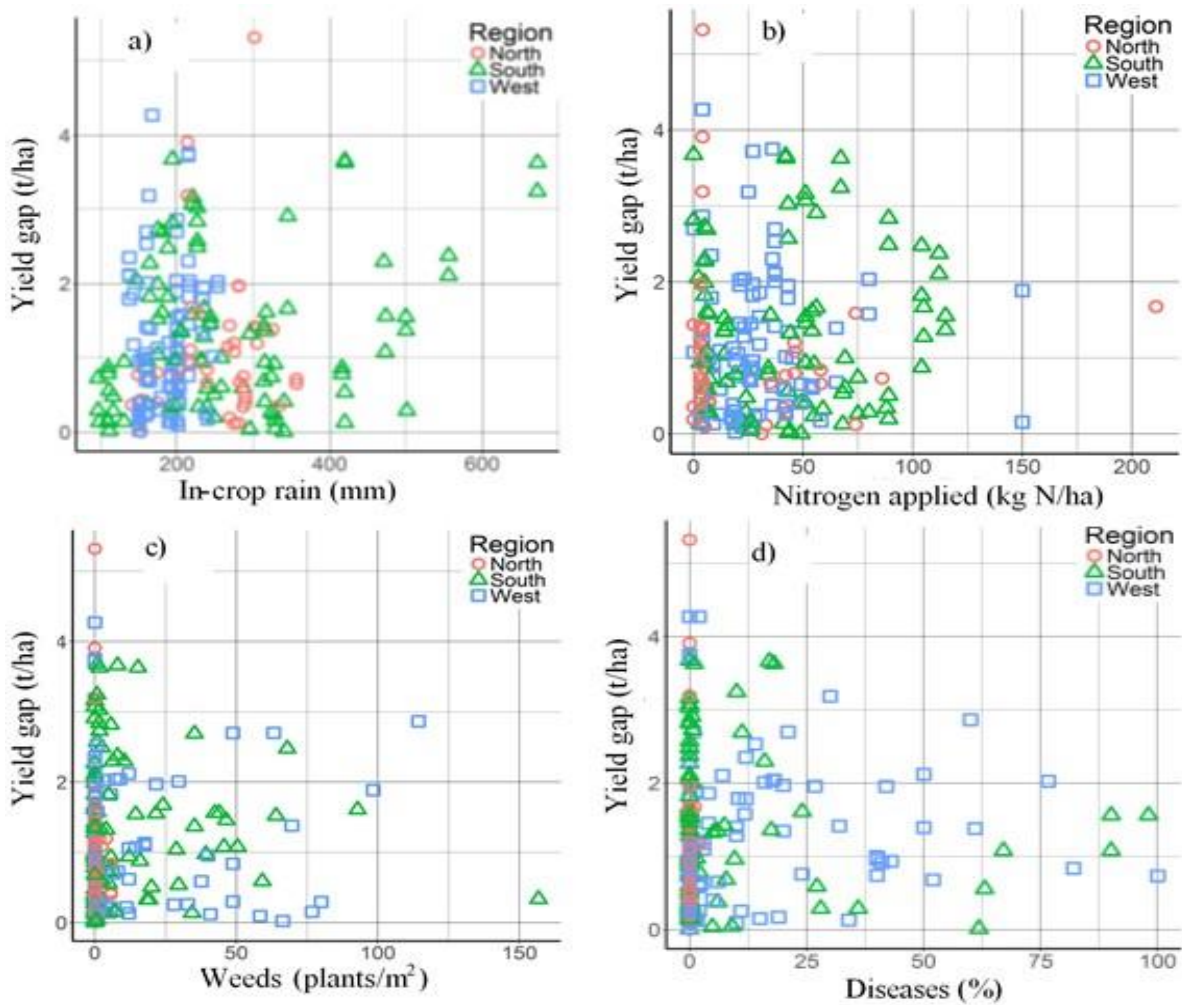 a)
Region
North
South
West
Yield gap (t/ha)
4
2
0
200 400 600
In-crop rain (mm)
b)
Region
North
South
West
Yield gap (t/ha)
4
2
0
0 50 100 150 200
Nitrogen applied (kg N/ha)
c)
Region
North
South
West
Yield gap (t/ha)
4
2
0
0 50 100 150
Weeds (plants/m²)
d)
Region
North
South
West
Yield gap (t/ha)
4
2
0
0 25 50 75 100
Diseases (%)